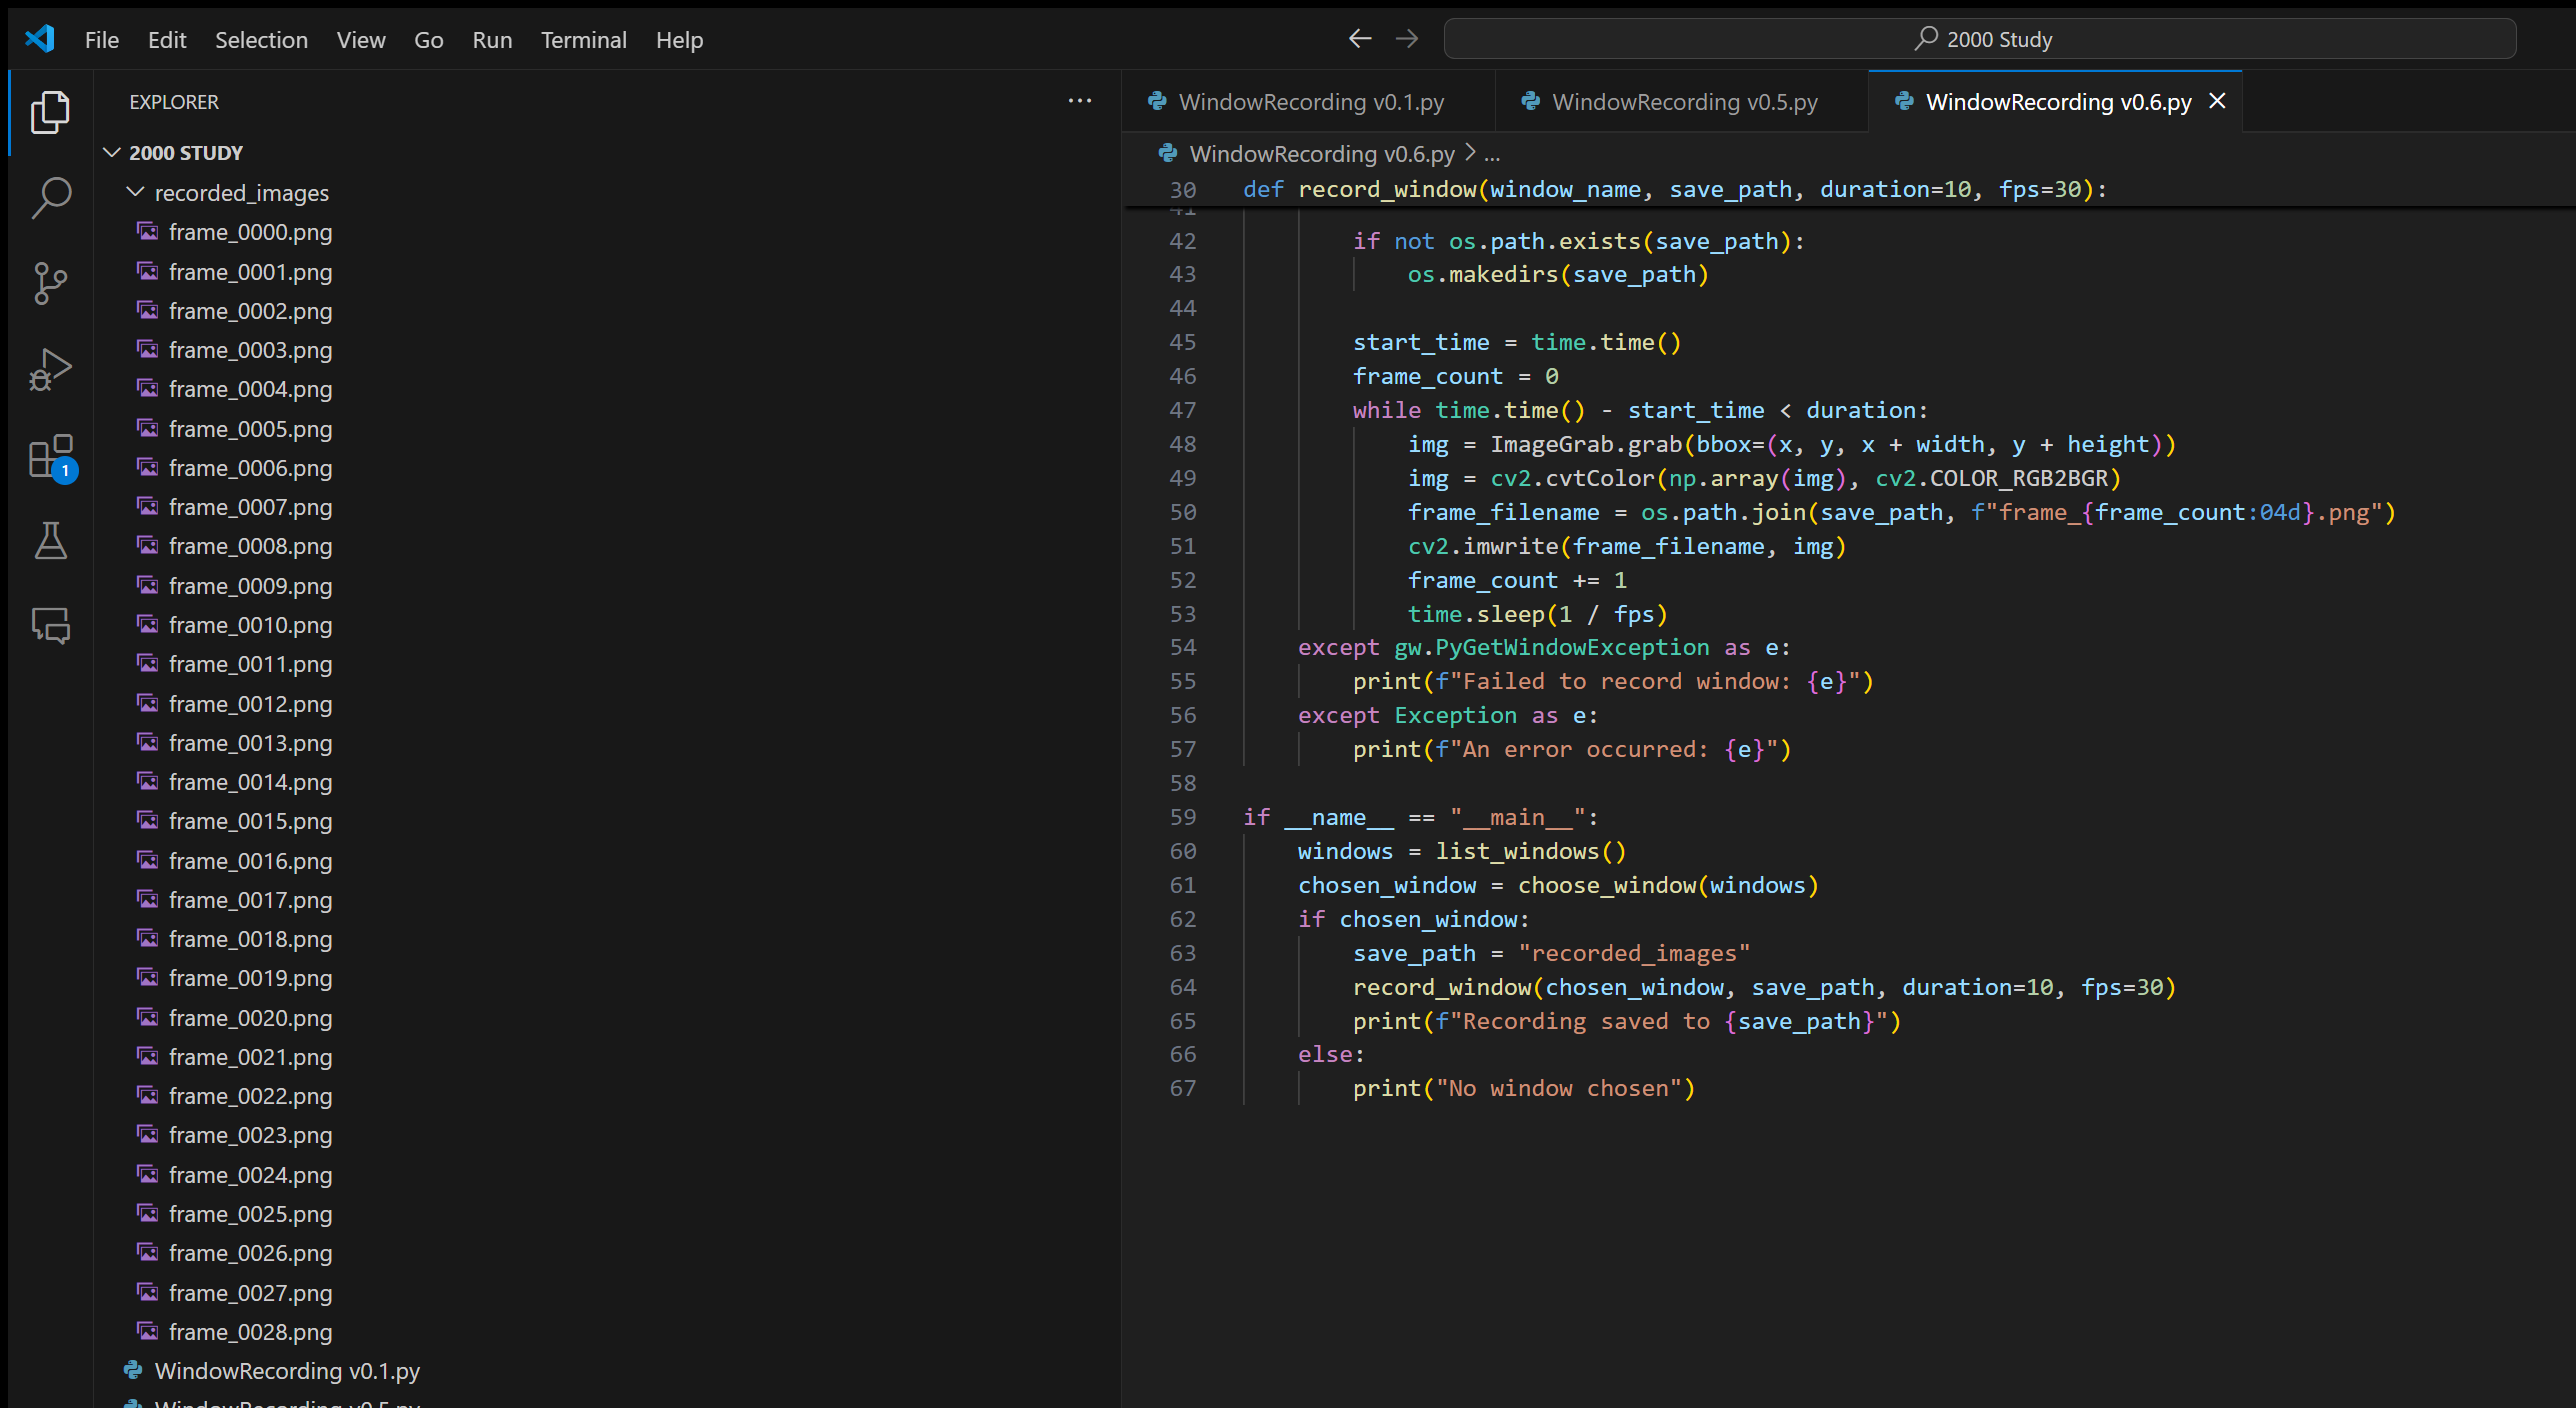 File Edit Selection View Go Run Terminal Help
2000 Study
EXPLORER
2000 STUDY
recorded_images
frame_0000.png
frame_0001.png
frame_0002.png
frame_0003.png
frame_0004.png
frame_0005.png
frame_0006.png
frame_0007.png
frame_0008.png
frame_0009.png
frame_0010.png
frame_0011.png
frame_0012.png
frame_0013.png
frame_0014.png
frame_0015.png
frame_0016.png
frame_0017.png
frame_0018.png
frame_0019.png
frame_0020.png
frame_0021.png
frame_0022.png
frame_0023.png
frame_0024.png
frame_0025.png
frame_0026.png
frame_0027.png
frame_0028.png
WindowRecording v0.1.py
WindowRecording v0.5.py
1
WindowRecording v0.1.py WindowRecording v0.5.py WindowRecording v0.6.py
WindowRecording v0.6.py > ...
30 def record_window(window_name, save_path, duration=10, fps=30):
41
42 if not os.path.exists(save_path):
43 os.makedirs(save_path)
44
45 start_time = time.time()
46 frame_count = 0
47 while time.time() - start_time < duration:
48 img = ImageGrab.grab(bbox=(x, y, x + width, y + height))
49 img = cv2.cvtColor(np.array(img), cv2.COLOR_RGB2BGR)
50 frame_filename = os.path.join(save_path, f"frame_{frame_count:04d}.png")
51 cv2.imwrite(frame_filename, img)
52 frame_count += 1
53 time.sleep(1 / fps)
54 except gw.PyGetWindowException as e:
55 print(f"Failed to record window: {e}")
56 except Exception as e:
57 print(f"An error occurred: {e}")
58
59 if __name__ == "__main__":
60 windows = list_windows()
61 chosen_window = choose_window(windows)
62 if chosen_window:
63 save_path = "recorded_images"
64 record_window(chosen_window, save_path, duration=10, fps=30)
65 print(f"Recording saved to {save_path}")
66 else:
67 print("No window chosen")